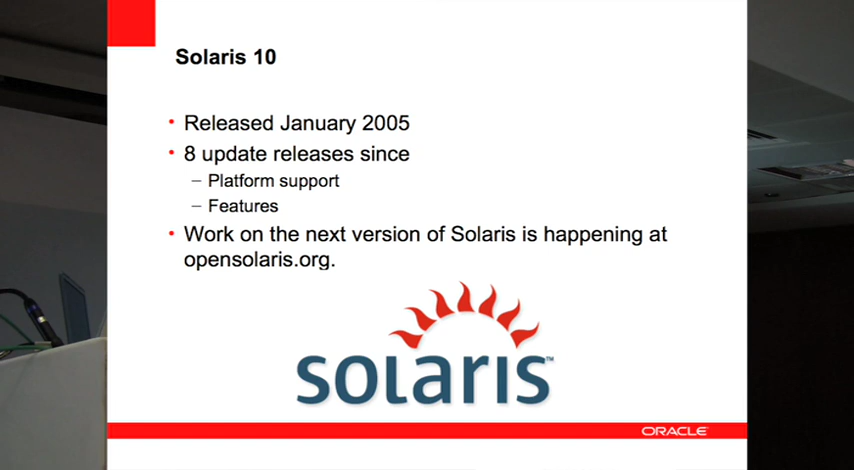 Solaris 10
• Released January 2005
• 8 update releases since
– Platform support
– Features
• Work on the next version of Solaris is happening at
opensolaris.org.
solaris™
ORACLE